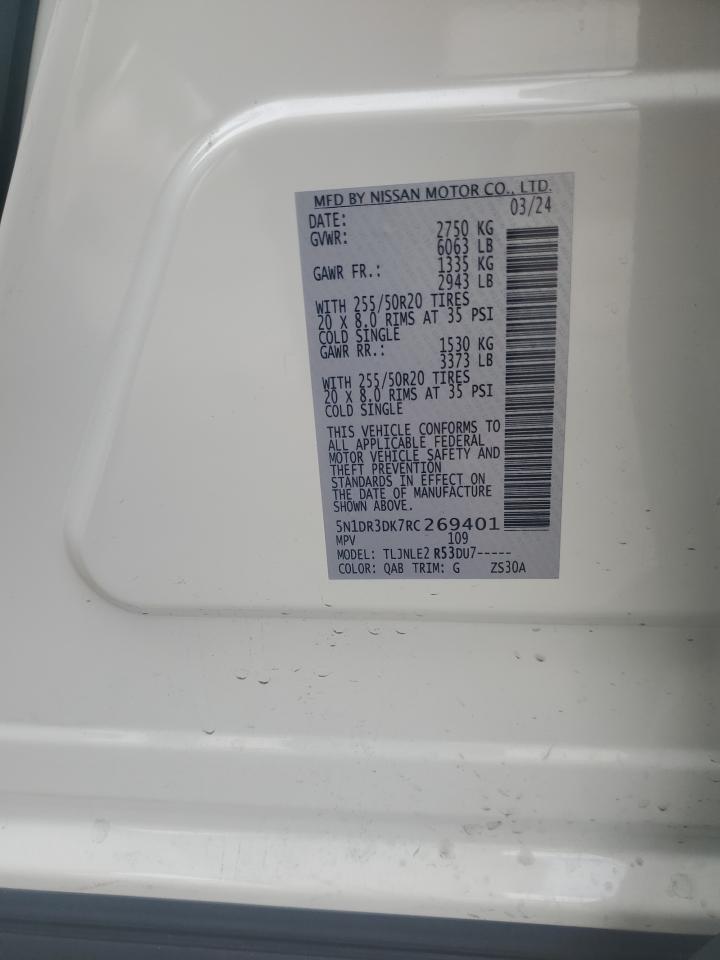 MFD BY NISSAN MOTOR CO., LTD.
DATE: 03/24
GVWR: 2750 KG
6063 LB
GAWR FR.: 1335 KG
2943 LB
WITH 255/50R20 TIRES
20 X 8.0 RIMS AT 35 PSI
COLD SINGLE
GAWR RR.: 1530 KG
3373 LB
WITH 255/50R20 TIRES
20 X 8.0 RIMS AT 35 PSI
COLD SINGLE
THIS VEHICLE CONFORMS TO
ALL APPLICABLE FEDERAL
MOTOR VEHICLE SAFETY AND
THEFT PREVENTION
STANDARDS IN EFFECT ON
THE DATE OF MANUFACTURE
SHOWN ABOVE.
5N1DR3DK7RC269401
MPV 109
MODEL: TLJNLE2 R53DU7-----
COLOR: QAB TRIM: G ZS30A